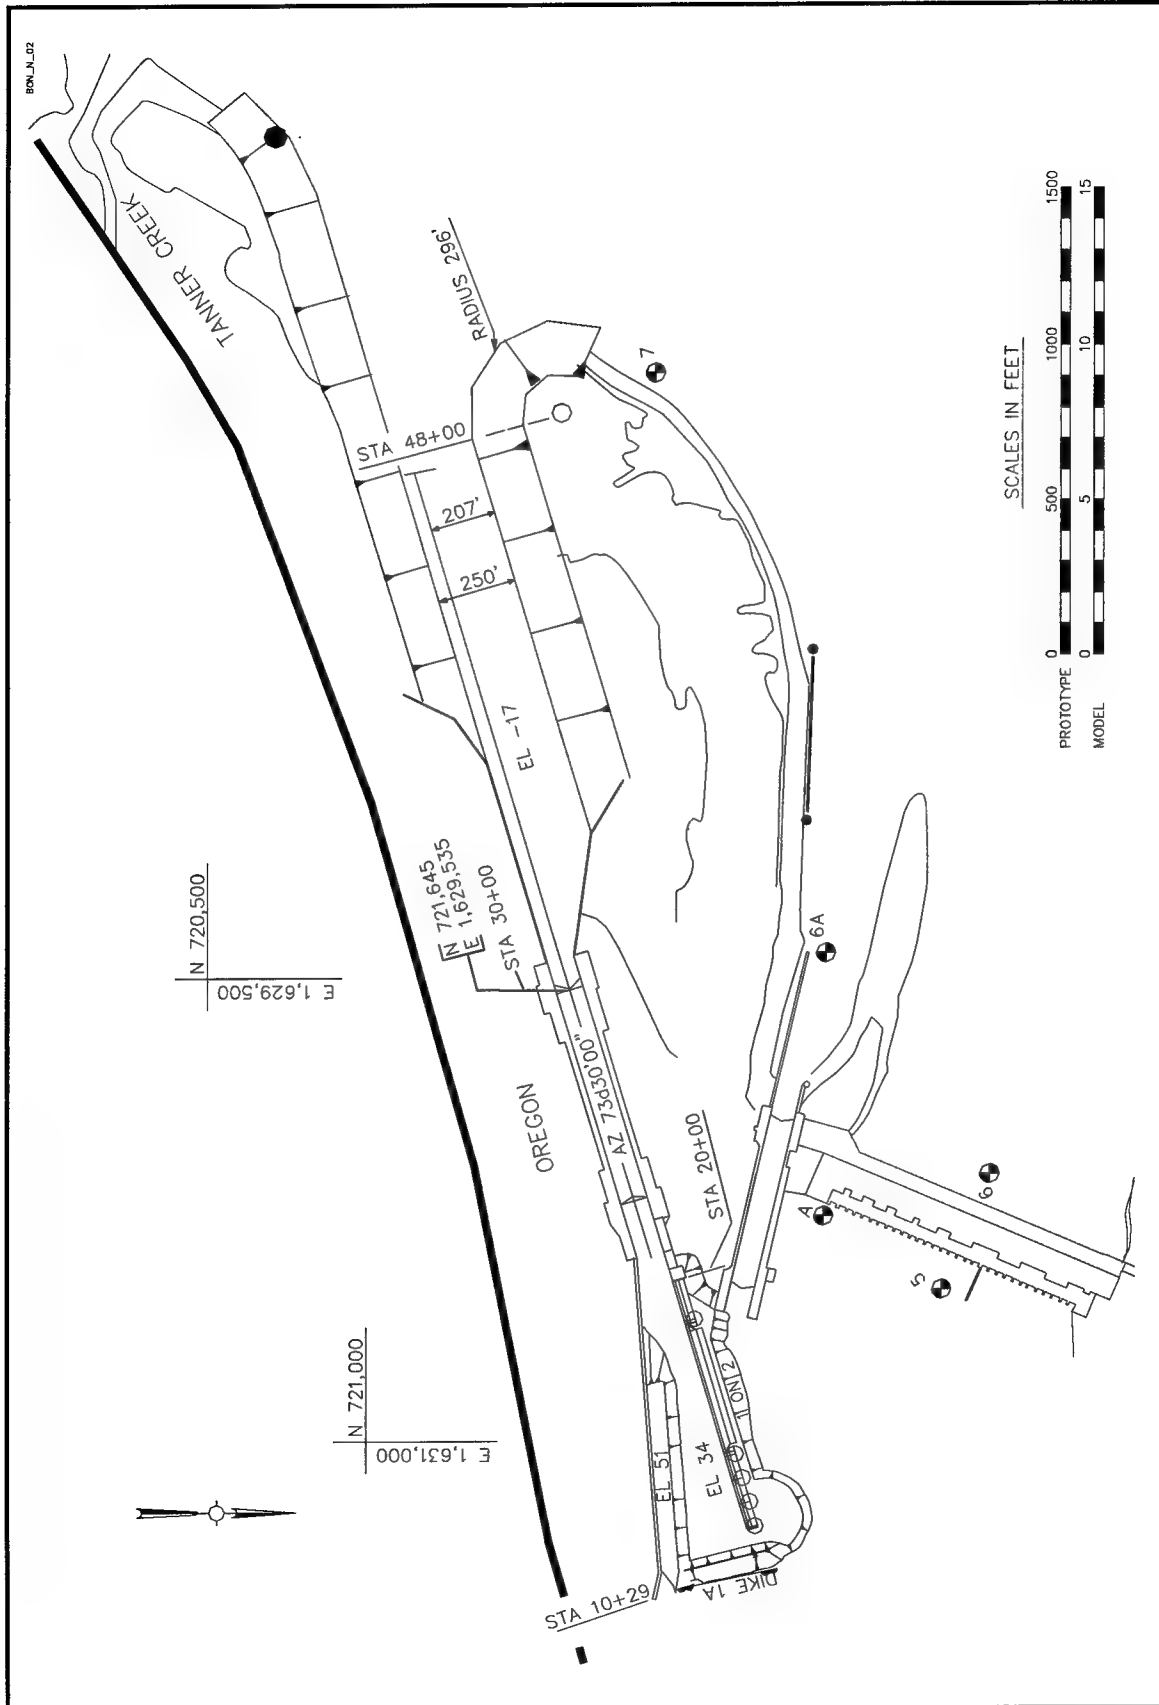 BON_N_02
TANNER CREEK
RADIUS 296'
7
STA 48+00
207'
250'
EL -17
N 721,645
E 1,629,535
STA 30+00
N 720,500
E 1,629,500
OREGON
AZ 73d30'00"
STA 20+00
6A
A
6
5
N 721,000
E 1,631,000
EL 51
EL 34
1 ON 2
DIKE 1A
STA 10+29
SCALES IN FEET
PROTOTYPE 0 500 1000 1500
MODEL 0 5 10 15